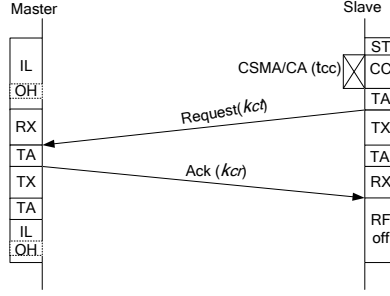 Master
Slave
IL
OH
RX
TA
TX
TA
IL
OH
CSMA/CA (tcc)
Request(kct)
Ack (kcr)
ST
CC
TA
TX
TA
RX
RF
off